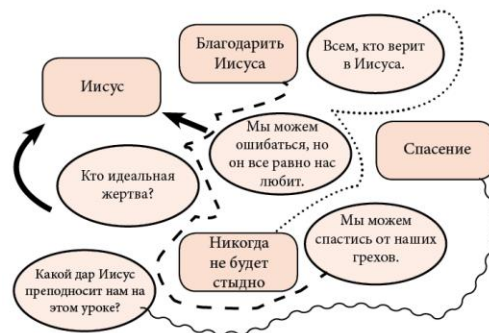 Благодарить
Иисуса
Всем, кто верит
в Иисуса.
Иисус
Мы можем
ошибаться, но
он все равно нас
любит.
Спасение
Кто идеальная
жертва?
Никогда
не будет
стыдно
Мы можем
спастись от наших
грехов.
Какой дар Иисус
преподносит нам на
этом уроке?